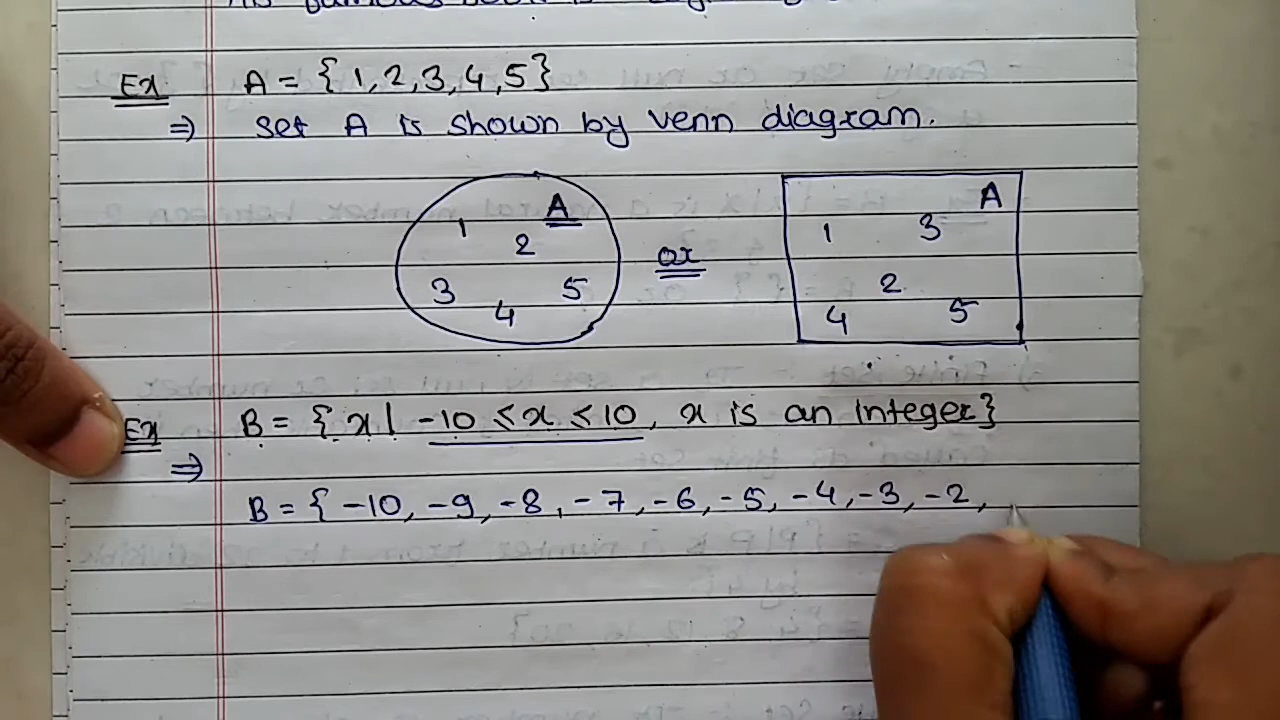 Ex A = { 1, 2, 3, 4, 5 }
⇒ Set A is shown by venn diagram.
A
1
2
3
5
4
or
A
1
3
2
4
5
Ex B = { x | -10 ≤ x ≤ 10, x is an Integer }
⇒
B = { -10, -9, -8, -7, -6, -5, -4, -3, -2,